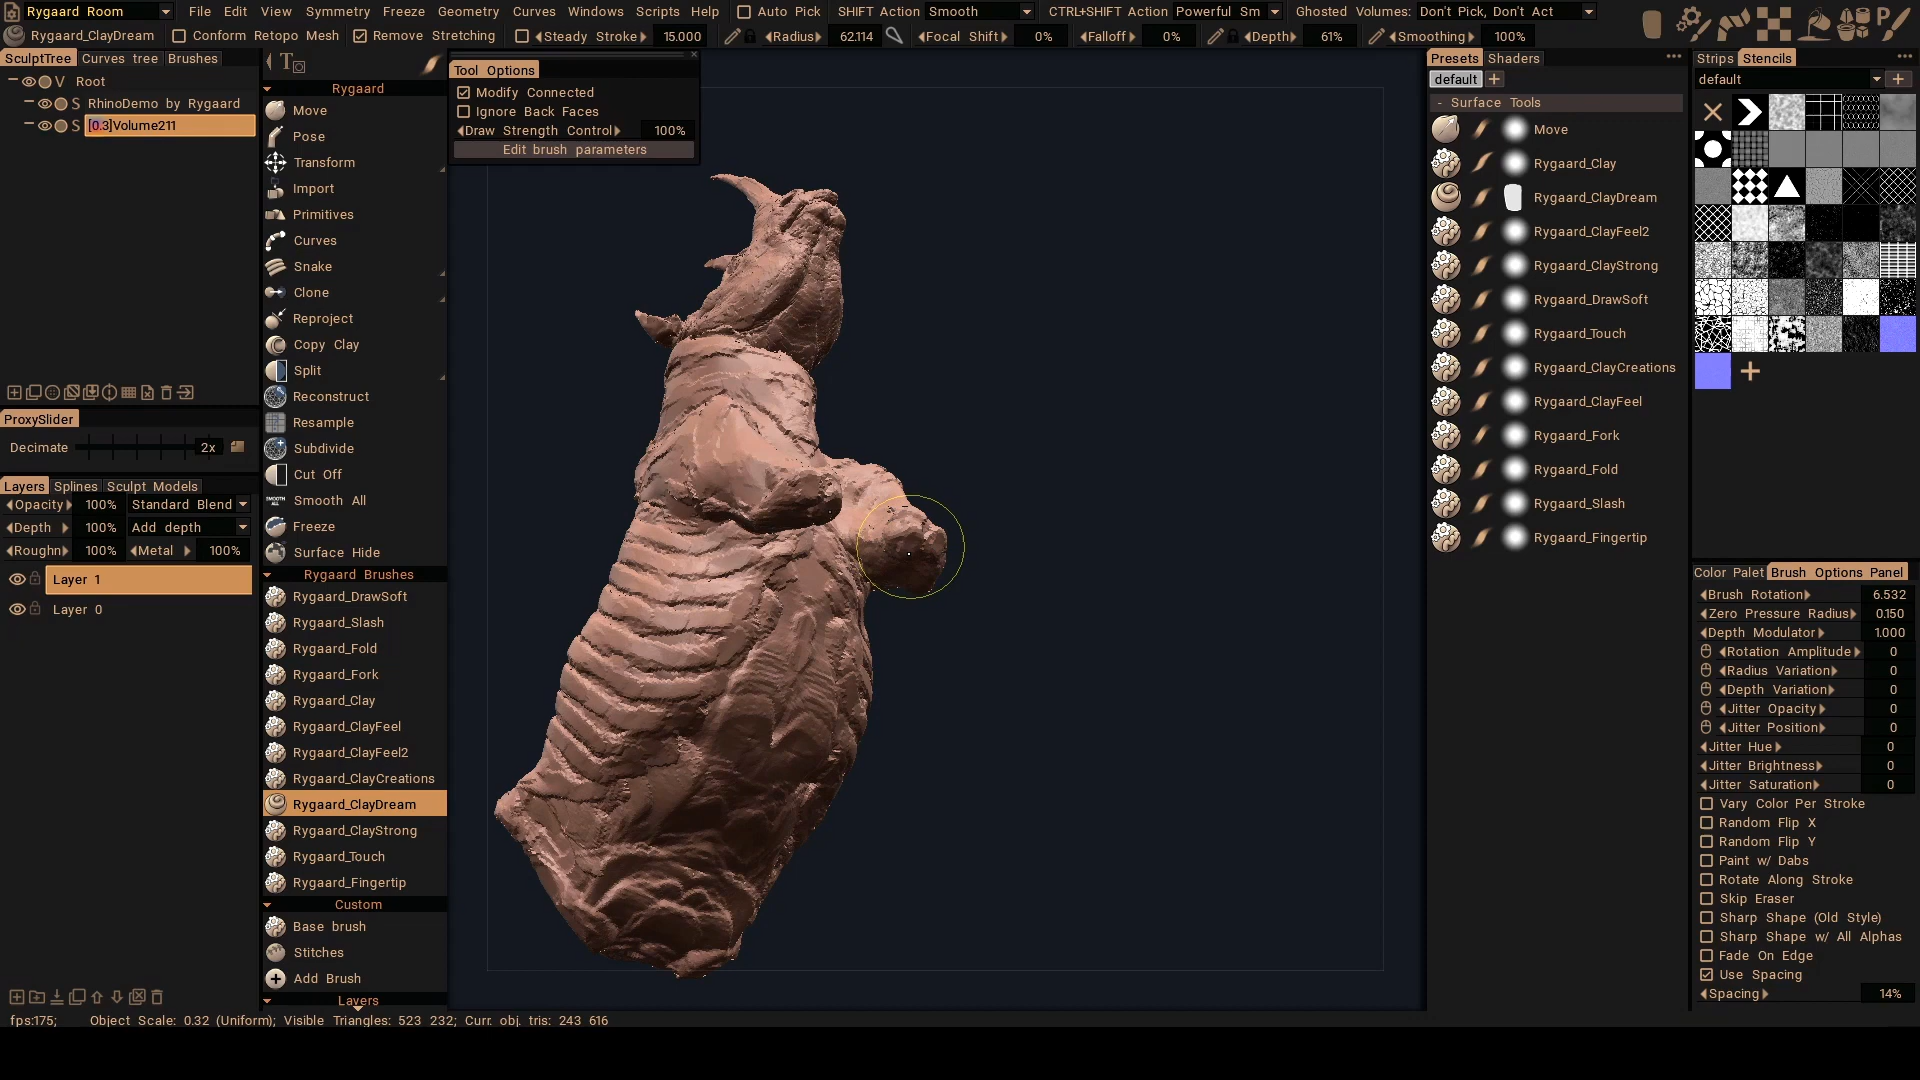 Rygaard Room File Edit View Symmetry Freeze Geometry Curves Windows Scripts Help Auto Pick SHIFT Action Smooth CTRL+SHIFT Action Powerful Sm Ghosted Volumes: Don't Pick, Don't Act
Rygaard_ClayDream Conform Retopo Mesh Remove Stretching Steady Stroke 15.000 Radius 62.114 Focal Shift 0% Falloff 0% Depth 61% Smoothing 100%
SculptTree Curves tree Brushes
V Root
S RhinoDemo by Rygaard
S [0.3]Volume211
ProxySlider
Decimate 2x
Layers Splines Sculpt Models
Opacity 100% Standard Blend
Depth 100% Add depth
Roughn 100% Metal 100%
Layer 1
Layer 0
Rygaard
Move
Pose
Transform
Import
Primitives
Curves
Snake
Clone
Reproject
Copy Clay
Split
Reconstruct
Resample
Subdivide
Cut Off
SMOOTH ALL Smooth All
Freeze
Surface Hide
Rygaard Brushes
Rygaard_DrawSoft
Rygaard_Slash
Rygaard_Fold
Rygaard_Fork
Rygaard_Clay
Rygaard_ClayFeel
Rygaard_ClayFeel2
Rygaard_ClayCreations
Rygaard_ClayDream
Rygaard_ClayStrong
Rygaard_Touch
Rygaard_Fingertip
Custom
Base brush
Stitches
Add Brush
Layers
Tool Options
Modify Connected
Ignore Back Faces
Draw Strength Control 100%
Edit brush parameters
Presets Shaders
default +
- Surface Tools
Move
Rygaard_Clay
Rygaard_ClayDream
Rygaard_ClayFeel2
Rygaard_ClayStrong
Rygaard_DrawSoft
Rygaard_Touch
Rygaard_ClayCreations
Rygaard_ClayFeel
Rygaard_Fork
Rygaard_Fold
Rygaard_Slash
Rygaard_Fingertip
Strips Stencils
default
Color Palet Brush Options Panel
Brush Rotation 6.532
Zero Pressure Radius 0.150
Depth Modulator 1.000
Rotation Amplitude 0
Radius Variation 0
Depth Variation 0
Jitter Opacity 0
Jitter Position 0
Jitter Hue 0
Jitter Brightness 0
Jitter Saturation 0
Vary Color Per Stroke
Random Flip X
Random Flip Y
Paint w/ Dabs
Rotate Along Stroke
Skip Eraser
Sharp Shape (Old Style)
Sharp Shape w/ All Alphas
Fade On Edge
Use Spacing
Spacing 14%
fps:175; Object Scale: 0.32 (Uniform); Visible Triangles: 523 232; Curr. obj. tris: 243 616